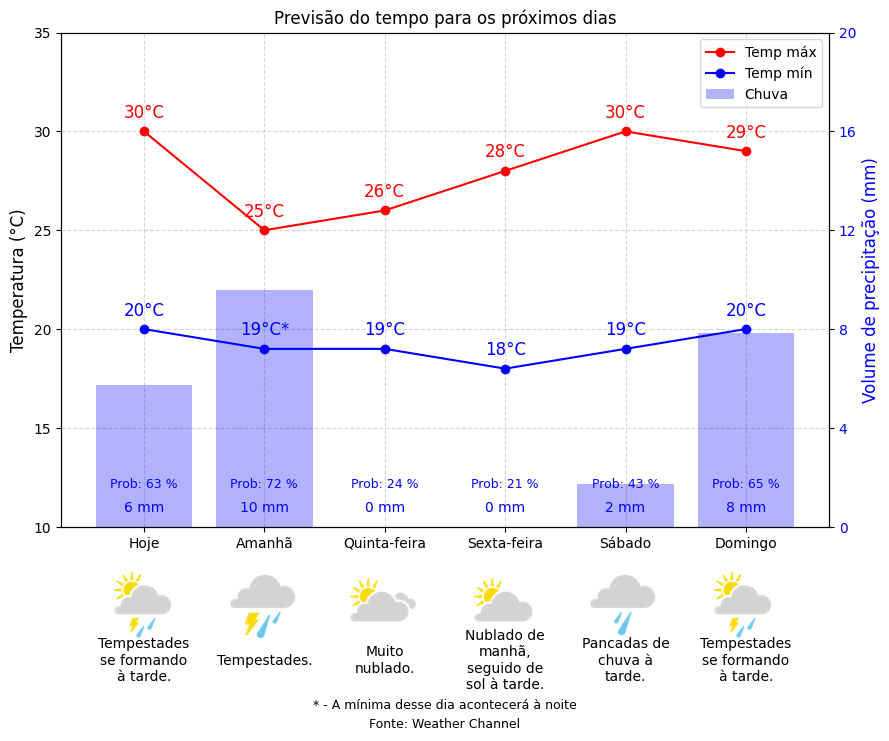 Previsão do tempo para os próximos dias
Temp máx
Temp mín
Chuva
Temperatura (°C)
Volume de precipitação (mm)
35
30
25
20
15
10
20
16
12
8
4
0
30°C
25°C
26°C
28°C
30°C
29°C
20°C
19°C*
19°C
18°C
19°C
20°C
Prob: 63 %
Prob: 72 %
Prob: 24 %
Prob: 21 %
Prob: 43 %
Prob: 65 %
6 mm
10 mm
0 mm
0 mm
2 mm
8 mm
Hoje
Amanhã
Quinta-feira
Sexta-feira
Sábado
Domingo
Tempestades
se formando
à tarde.
Tempestades.
Muito
nublado.
Nublado de
manhã,
seguido de
sol à tarde.
Pancadas de
chuva à
tarde.
Tempestades
se formando
à tarde.
* - A mínima desse dia acontecerá à noite
Fonte: Weather Channel